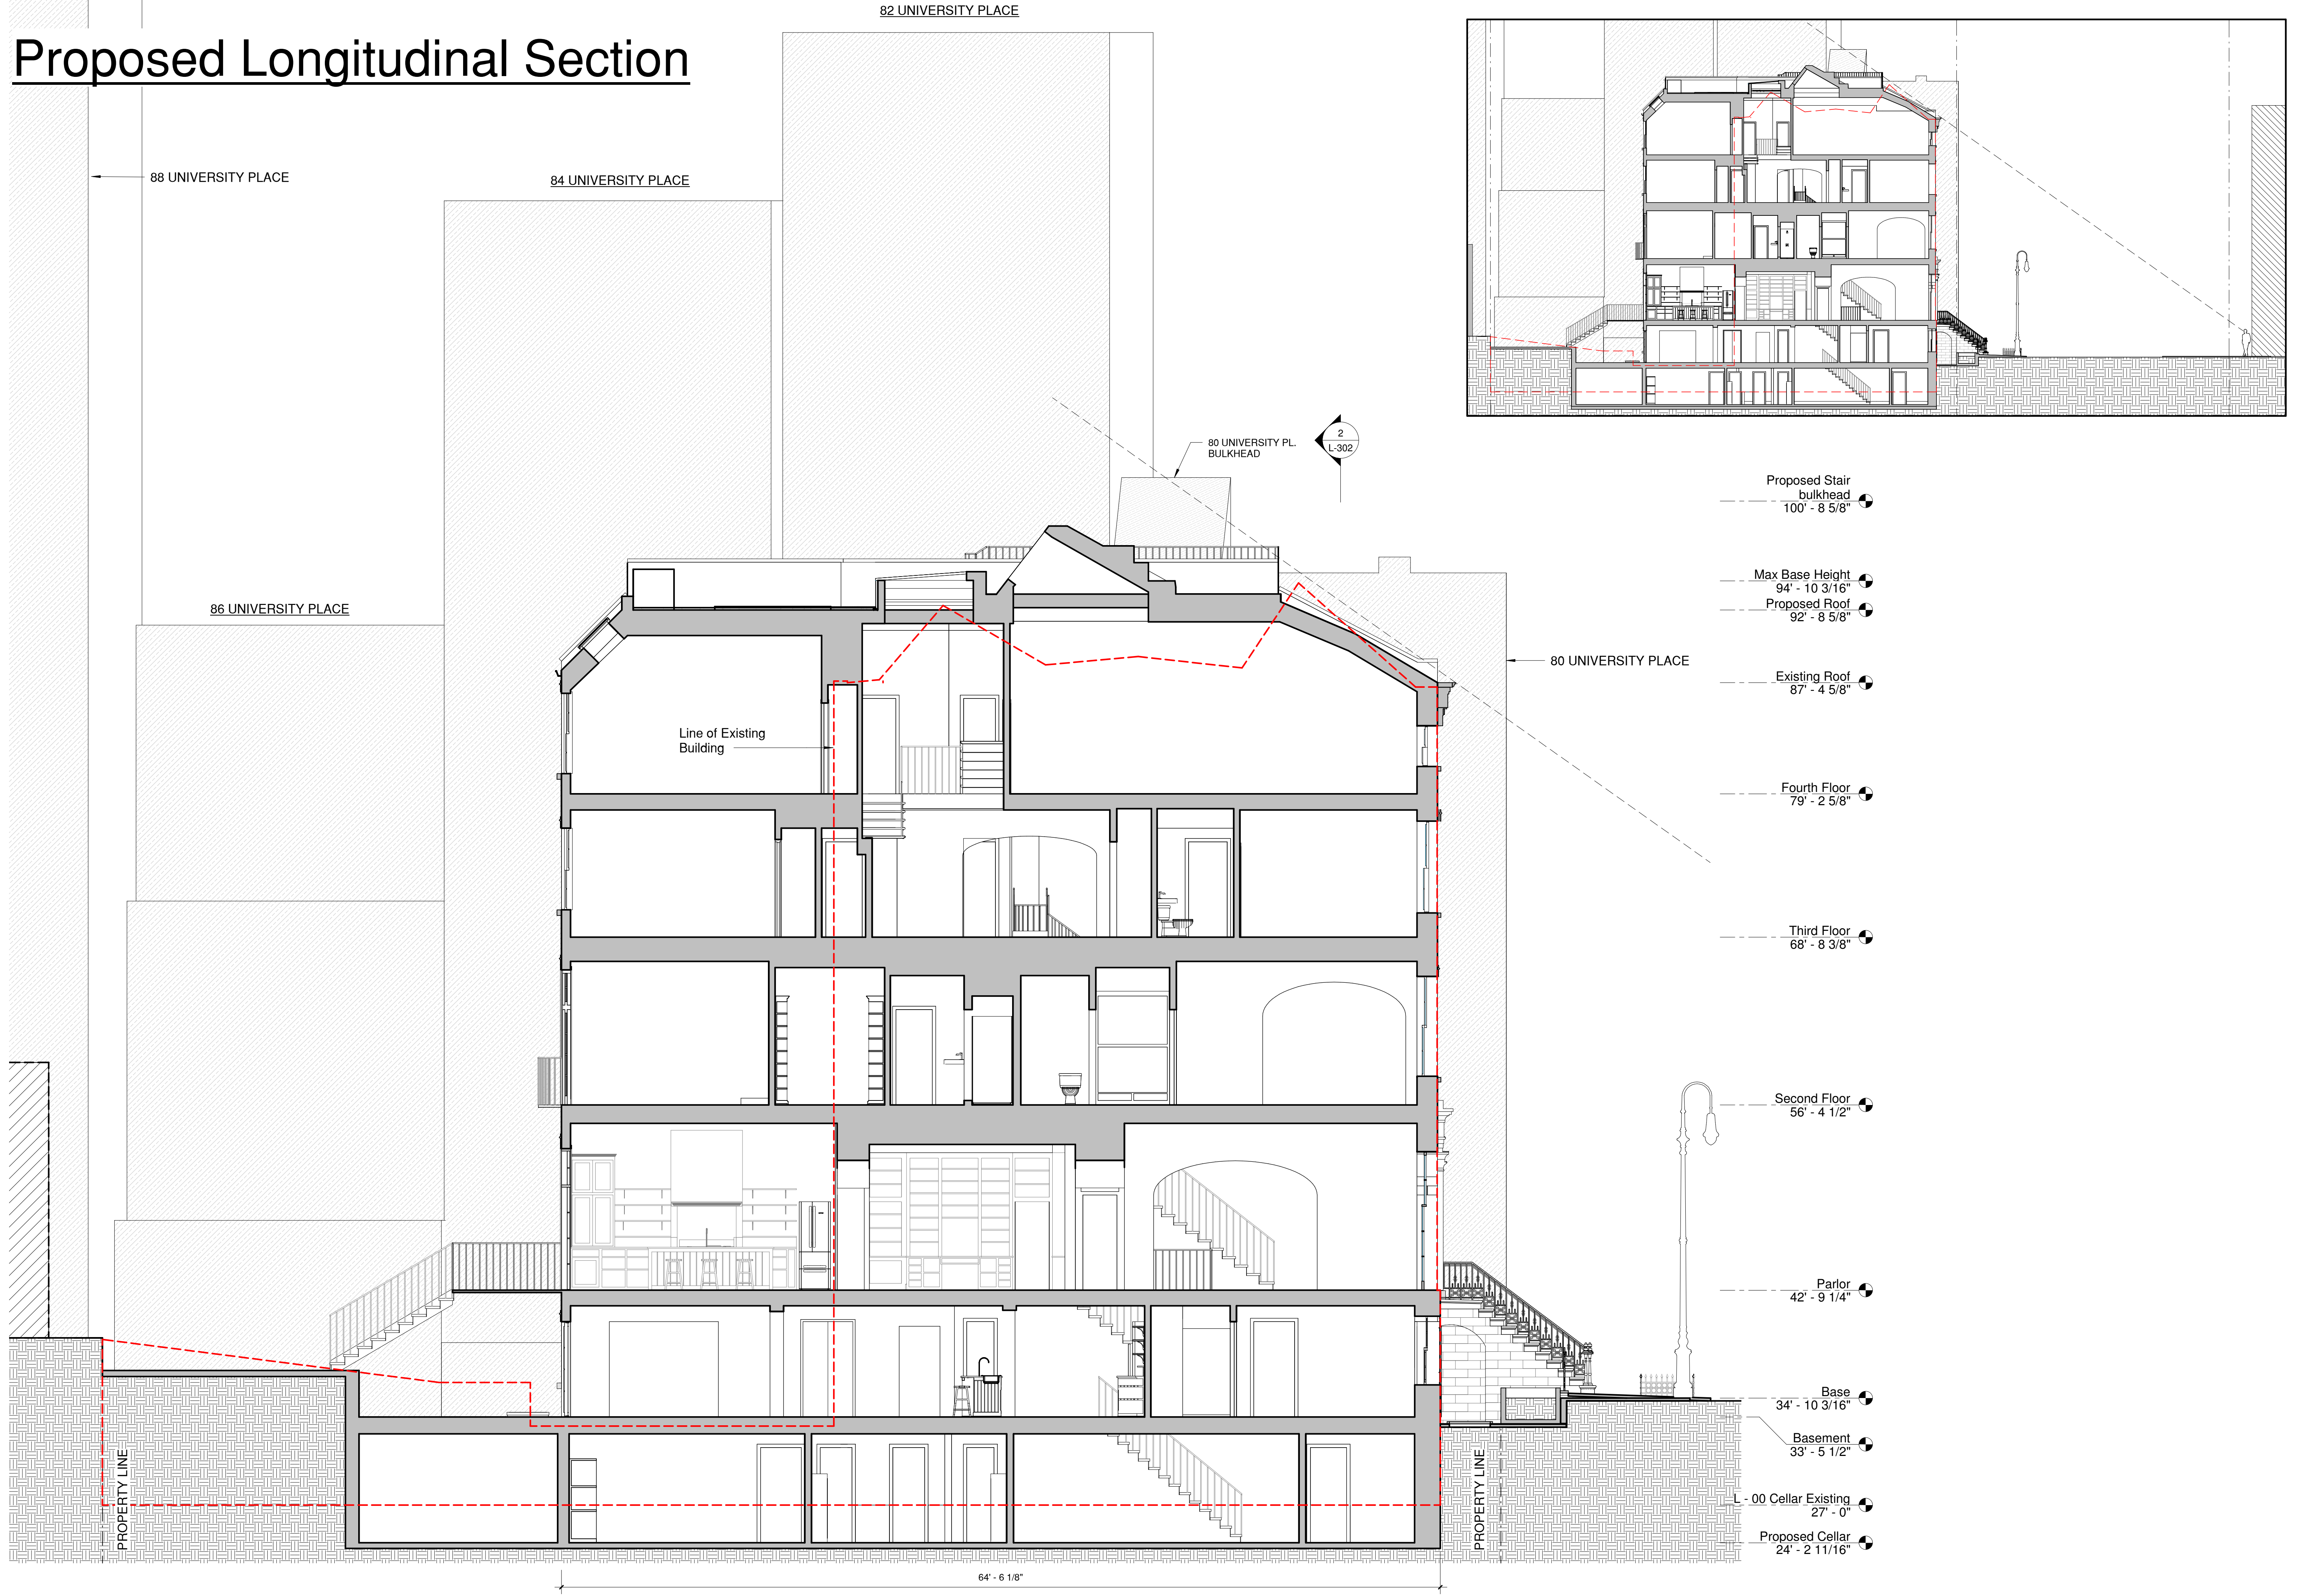 82 UNIVERSITY PLACE
Proposed Longitudinal Section
88 UNIVERSITY PLACE
84 UNIVERSITY PLACE
80 UNIVERSITY PL.
BULKHEAD
2
L-302
Proposed Stair
bulkhead
100' - 8 5/8"
Max Base Height
94' - 10 3/16"
Proposed Roof
92' - 8 5/8"
86 UNIVERSITY PLACE
80 UNIVERSITY PLACE
Existing Roof
87' - 4 5/8"
Line of Existing
Building
Fourth Floor
79' - 2 5/8"
Third Floor
68' - 8 3/8"
Second Floor
56' - 4 1/2"
Parlor
42' - 9 1/4"
Base
34' - 10 3/16"
Basement
33' - 5 1/2"
PROPERTY LINE
PROPERTY LINE
L - 00 Cellar Existing
27' - 0"
Proposed Cellar
24' - 2 11/16"
64' - 6 1/8"